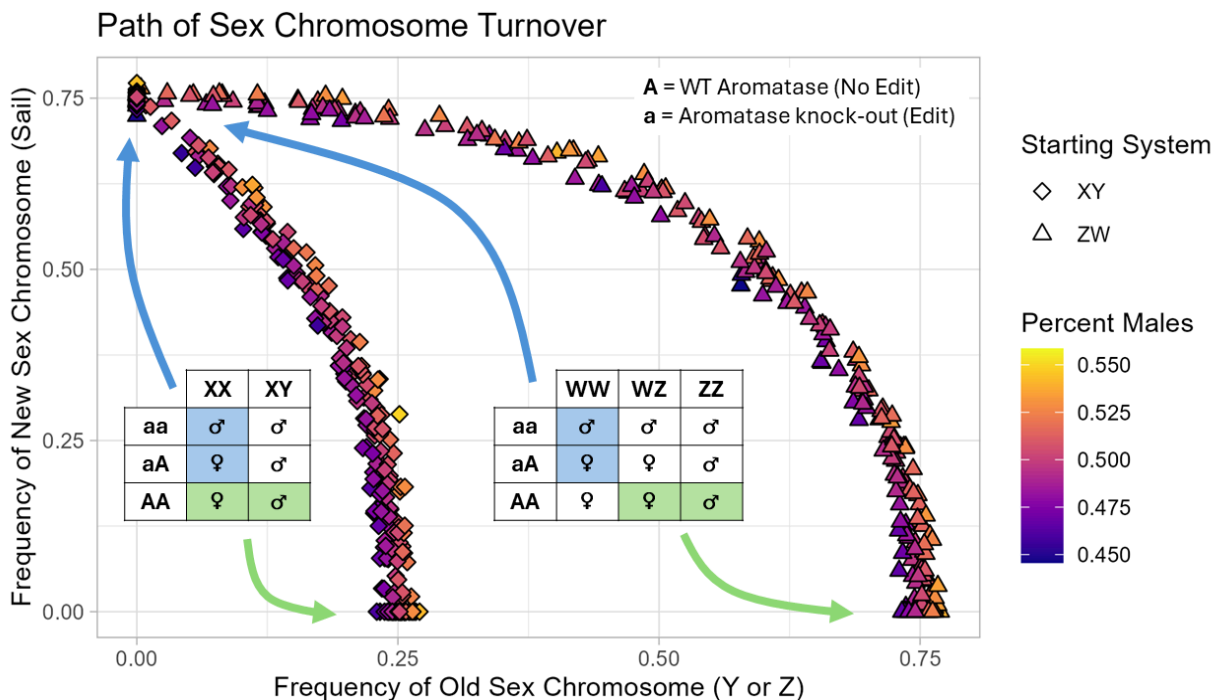 Path of Sex Chromosome Turnover
A = WT Aromatase (No Edit)
a = Aromatase knock-out (Edit)
Frequency of New Sex Chromosome (Sail)
0.75
0.50
0.25
0.00
XX XY
aa ♂ ♂
aA ♀ ♂
AA ♀ ♂
WW WZ ZZ
aa ♂ ♂ ♂
aA ♀ ♀ ♂
AA ♀ ♀ ♂
0.00 0.25 0.50 0.75
Frequency of Old Sex Chromosome (Y or Z)
Starting System
XY
ZW
Percent Males
0.550
0.525
0.500
0.475
0.450